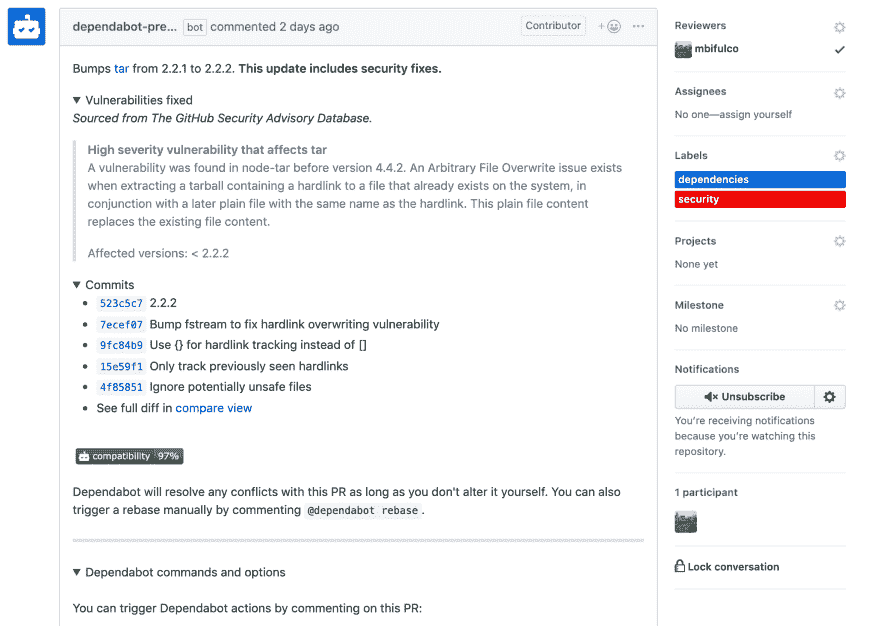 dependabot-pre... bot commented 2 days ago Contributor
Bumps tar from 2.2.1 to 2.2.2. This update includes security fixes.
Vulnerabilities fixed
Sourced from The GitHub Security Advisory Database.
High severity vulnerability that affects tar
A vulnerability was found in node-tar before version 4.4.2. An Arbitrary File Overwrite issue exists
when extracting a tarball containing a hardlink to a file that already exists on the system, in
conjunction with a later plain file with the same name as the hardlink. This plain file content
replaces the existing file content.
Affected versions: < 2.2.2
Commits
523c5c7 2.2.2
7ecef07 Bump fstream to fix hardlink overwriting vulnerability
9fc84b9 Use {} for hardlink tracking instead of []
15e59f1 Only track previously seen hardlinks
4f85851 Ignore potentially unsafe files
See full diff in compare view
compatibility 97%
Dependabot will resolve any conflicts with this PR as long as you don't alter it yourself. You can also
trigger a rebase manually by commenting @dependabot rebase.
Dependabot commands and options
You can trigger Dependabot actions by commenting on this PR:
Reviewers
mbifulco
Assignees
No one—assign yourself
Labels
dependencies
security
Projects
None yet
Milestone
No milestone
Notifications
Unsubscribe
You're receiving notifications
because you're watching this
repository.
1 participant
Lock conversation